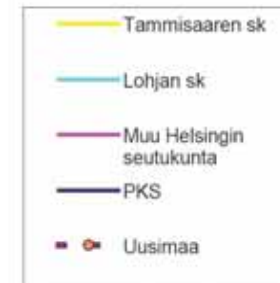 Tammisaaren sk
Lohjan sk
Muu Helsingin
seutukunta
PKS
Uusimaa